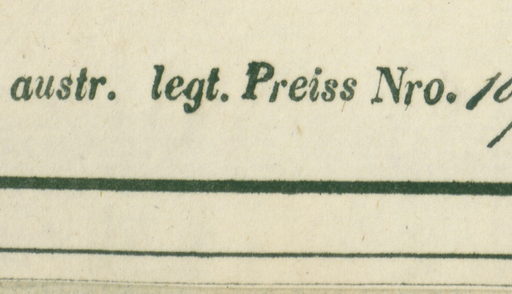 austr. legt. Preiss Nro.